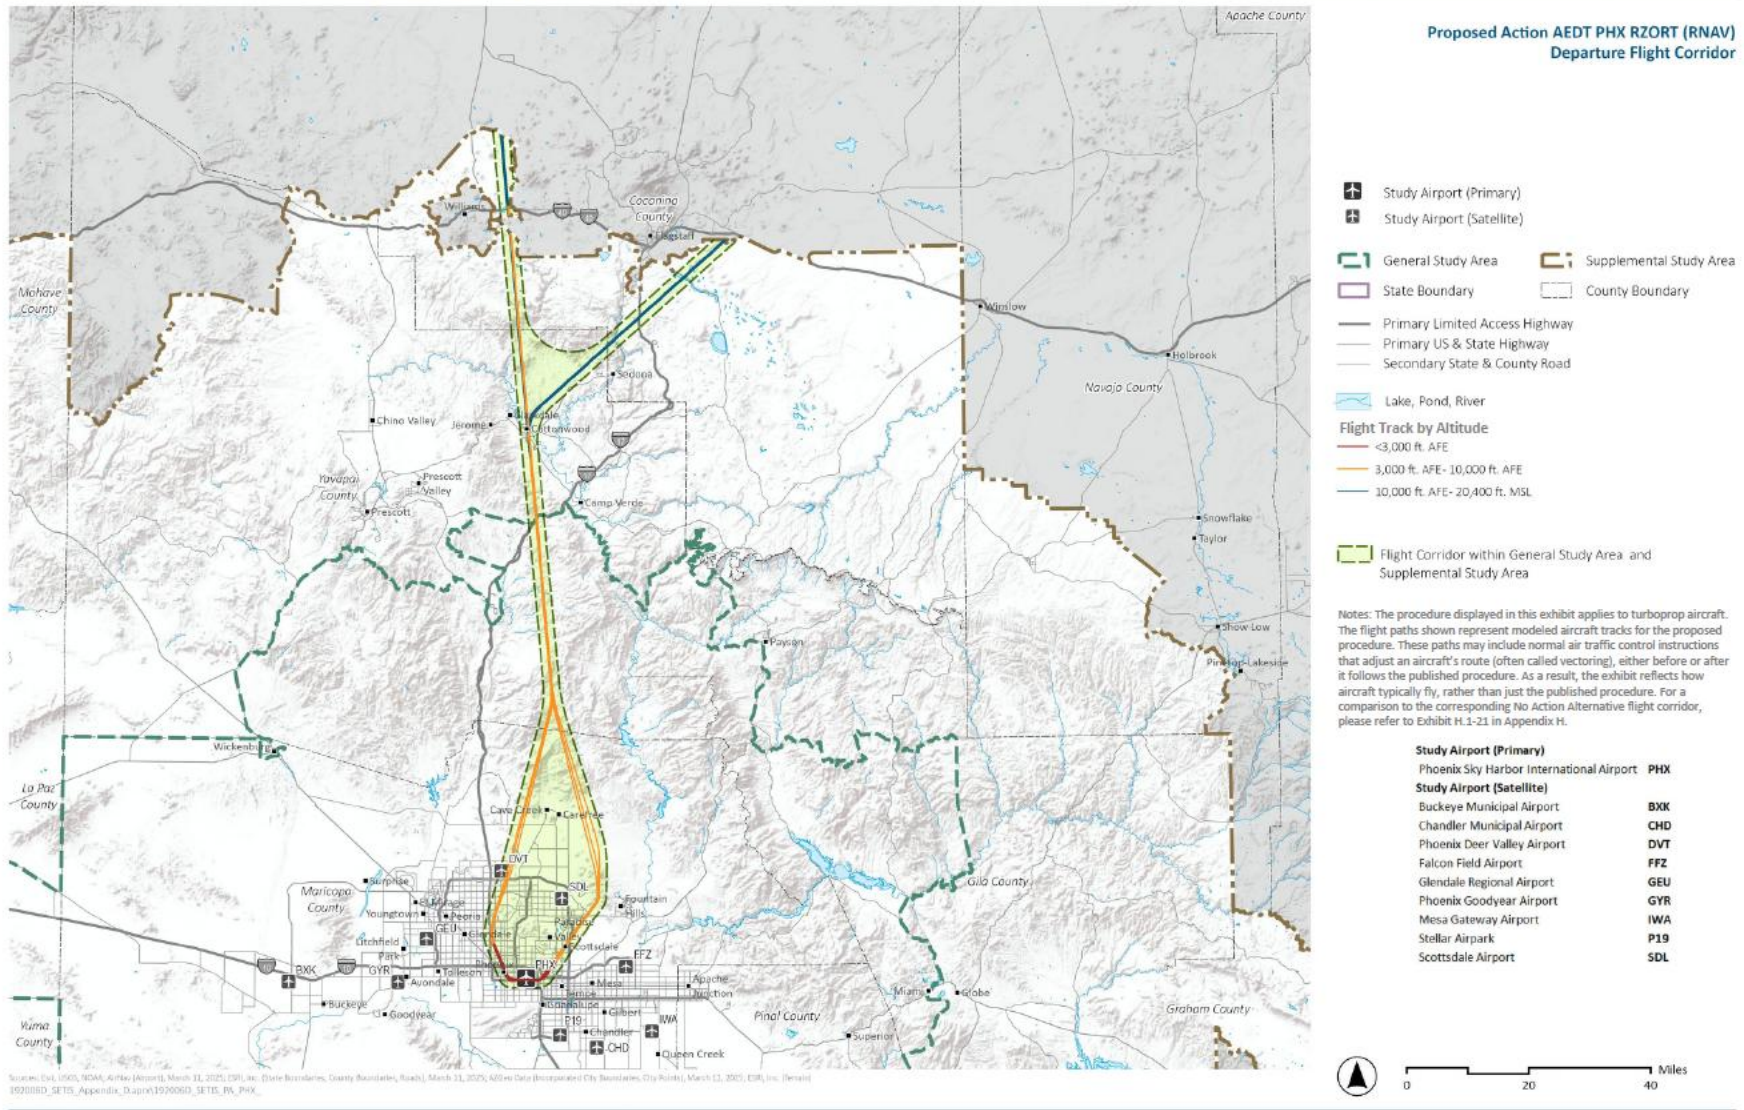 Apache County
Proposed Action AEDT PHX RZORT (RNAV)
Departure Flight Corridor
Study Airport (Primary)
Study Airport (Satellite)
General Study Area
Supplemental Study Area
State Boundary
County Boundary
Primary Limited Access Highway
Primary US & State Highway
Secondary State & County Road
Lake, Pond, River
Flight Track by Altitude
<3,000 ft. AFE
3,000 ft. AFE- 10,000 ft. AFE
10,000 ft. AFE- 20,400 ft. MSL
Flight Corridor within General Study Area and
Supplemental Study Area
Notes: The procedure displayed in this exhibit applies to turboprop aircraft.
The flight paths shown represent modeled aircraft tracks for the proposed
procedure. These paths may include normal air traffic control instructions
that adjust an aircraft's route (often called vectoring), either before or after
it follows the published procedure. As a result, the exhibit reflects how
aircraft typically fly, rather than just the published procedure. For a
comparison to the corresponding No Action Alternative flight corridor,
please refer to Exhibit H.1-21 in Appendix H.
Study Airport (Primary)
Phoenix Sky Harbor International Airport PHX
Study Airport (Satellite)
Buckeye Municipal Airport BXK
Chandler Municipal Airport CHD
Phoenix Deer Valley Airport DVT
Falcon Field Airport FFZ
Glendale Regional Airport GEU
Phoenix Goodyear Airport GYR
Mesa Gateway Airport IWA
Stellar Airpark P19
Scottsdale Airport SDL
Miles
0 20 40
Williams
Coconino
County
Flagstaff
Mohave
County
Winslow
Holbrook
Sedona
Navajo County
Clarkdale
Chino Valley
Jerome
Cottonwood
Yavapai
County
Prescott
Valley
Prescott
Camp Verde
Snowflake
Taylor
Show Low
Payson
Pinetop-Lakeside
Wickenburg
La Paz
County
Cave Creek
Carefree
DVT
Surprise
Maricopa
County
SDL
Gila County
El Mirage
Fountain
Hills
Youngtown
Peoria
Paradise
Valley
GEU
Glendale
Litchfield
Park
Scottsdale
Phoenix
PHX
FFZ
BXK
GYR
Tolleson
Avondale
Mesa
Apache
Junction
Tempe
Guadalupe
Buckeye
Goodyear
Gilbert
Miami
Globe
Yuma
County
P19
IWA
Chandler
CHD
Queen Creek
Pinal County
Superior
Graham County
192006D_SETIS_Appendix_D.aprx\192006D_SETIS_PA_PHX_